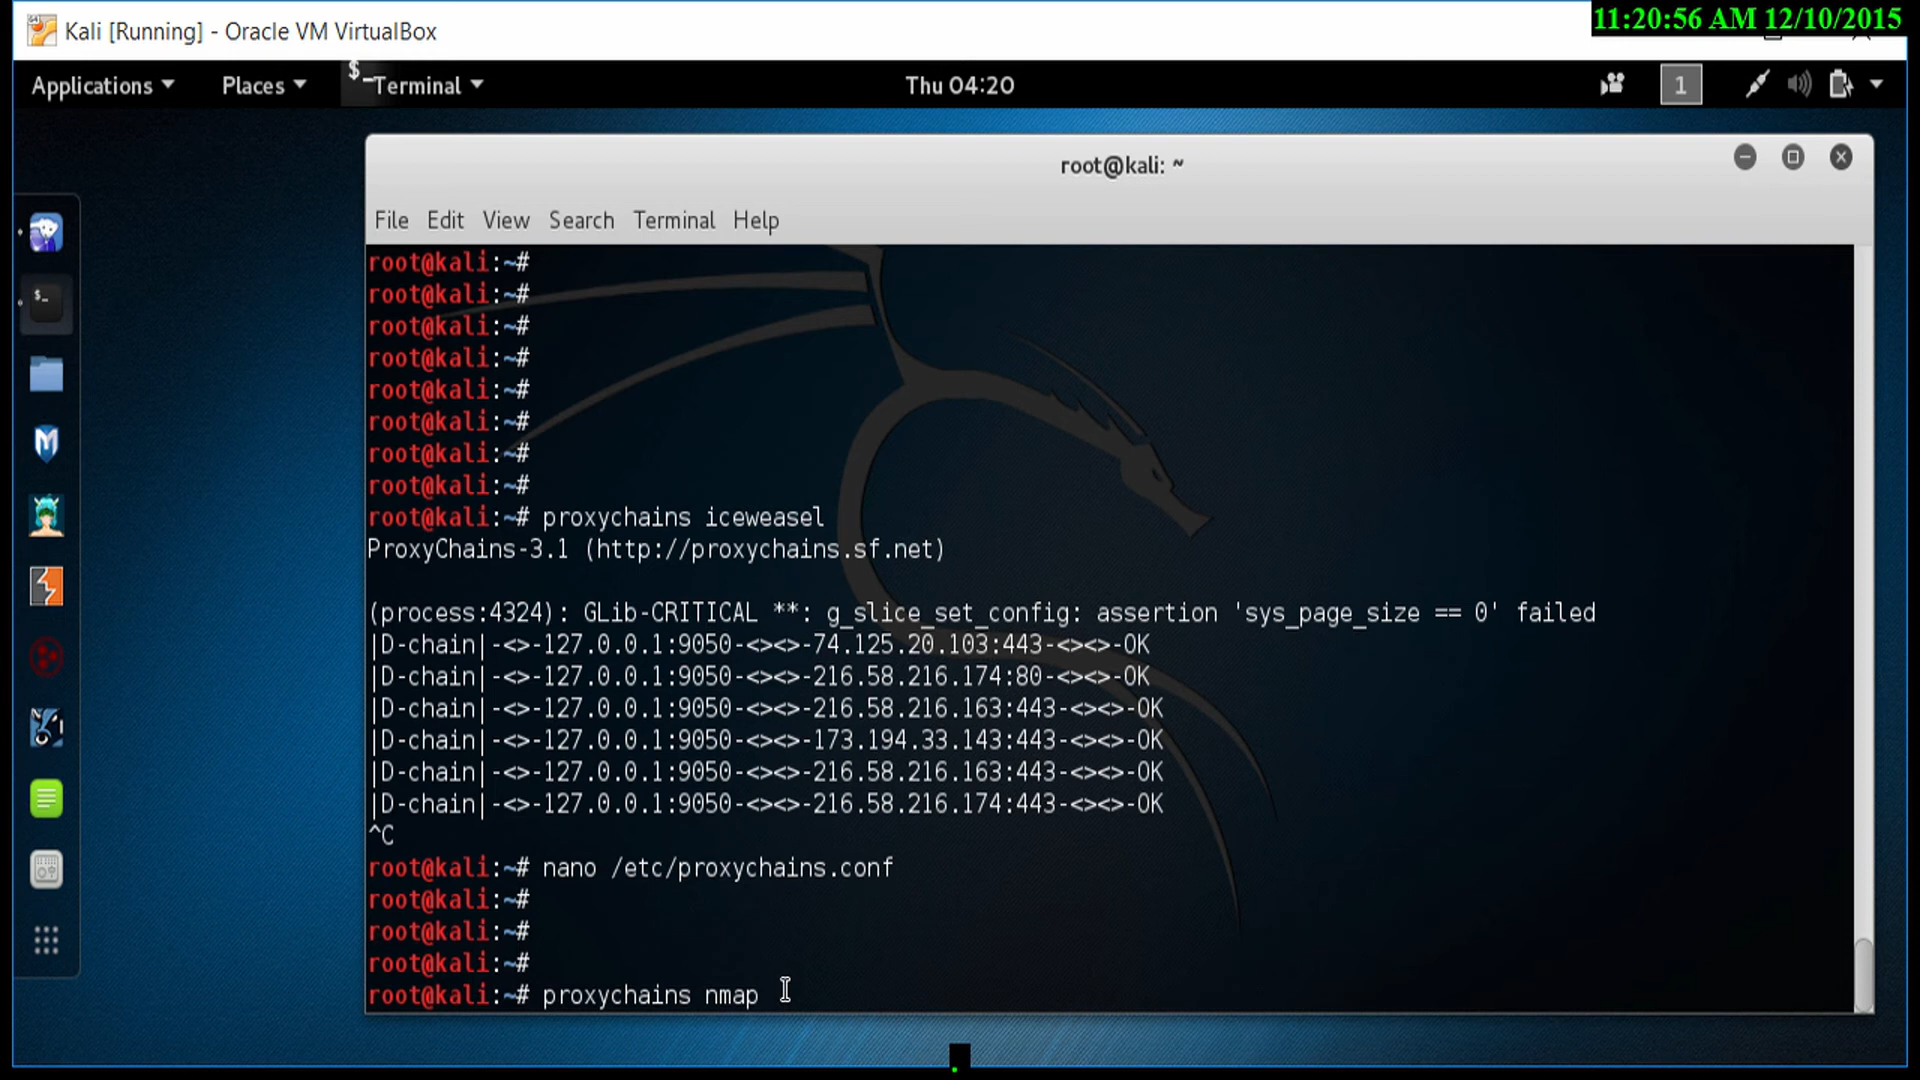 Kali [Running] - Oracle VM VirtualBox
11:20:56 AM 12/10/2015
Applications Places Terminal Thu 04:20 1
root@kali: ~
File Edit View Search Terminal Help
root@kali:~#
root@kali:~#
root@kali:~#
root@kali:~#
root@kali:~#
root@kali:~#
root@kali:~#
root@kali:~#
root@kali:~# proxychains iceweasel
ProxyChains-3.1 (http://proxychains.sf.net)
(process:4324): GLib-CRITICAL **: g_slice_set_config: assertion 'sys_page_size == 0' failed
|D-chain|-<>-127.0.0.1:9050-<><>-74.125.20.103:443-<><>-OK
|D-chain|-<>-127.0.0.1:9050-<><>-216.58.216.174:80-<><>-OK
|D-chain|-<>-127.0.0.1:9050-<><>-216.58.216.163:443-<><>-OK
|D-chain|-<>-127.0.0.1:9050-<><>-173.194.33.143:443-<><>-OK
|D-chain|-<>-127.0.0.1:9050-<><>-216.58.216.163:443-<><>-OK
|D-chain|-<>-127.0.0.1:9050-<><>-216.58.216.174:443-<><>-OK
^C
root@kali:~# nano /etc/proxychains.conf
root@kali:~#
root@kali:~#
root@kali:~#
root@kali:~# proxychains nmap